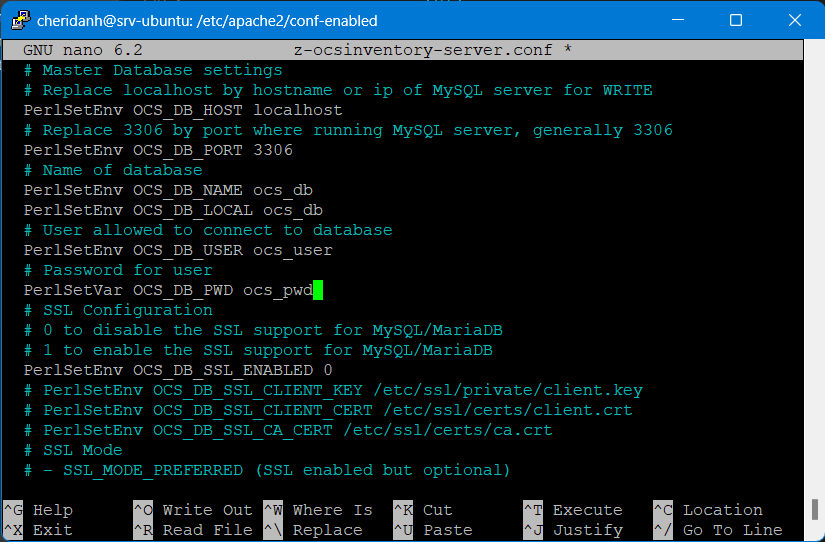 cheridanh@srv-ubuntu: /etc/apache2/conf-enabled
GNU nano 6.2 z-ocsinventory-server.conf *
# Master Database settings
# Replace localhost by hostname or ip of MySQL server for WRITE
PerlSetEnv OCS_DB_HOST localhost
# Replace 3306 by port where running MySQL server, generally 3306
PerlSetEnv OCS_DB_PORT 3306
# Name of database
PerlSetEnv OCS_DB_NAME ocs_db
PerlSetEnv OCS_DB_LOCAL ocs_db
# User allowed to connect to database
PerlSetEnv OCS_DB_USER ocs_user
# Password for user
PerlSetVar OCS_DB_PWD ocs_pwd
# SSL Configuration
# 0 to disable the SSL support for MySQL/MariaDB
# 1 to enable the SSL support for MySQL/MariaDB
PerlSetEnv OCS_DB_SSL_ENABLED 0
# PerlSetEnv OCS_DB_SSL_CLIENT_KEY /etc/ssl/private/client.key
# PerlSetEnv OCS_DB_SSL_CLIENT_CERT /etc/ssl/certs/client.crt
# PerlSetEnv OCS_DB_SSL_CA_CERT /etc/ssl/certs/ca.crt
# SSL Mode
# - SSL_MODE_PREFERRED (SSL enabled but optional)
^G Help ^O Write Out ^W Where Is ^K Cut ^T Execute ^C Location
^X Exit ^R Read File ^\ Replace ^U Paste ^J Justify ^/ Go To Line